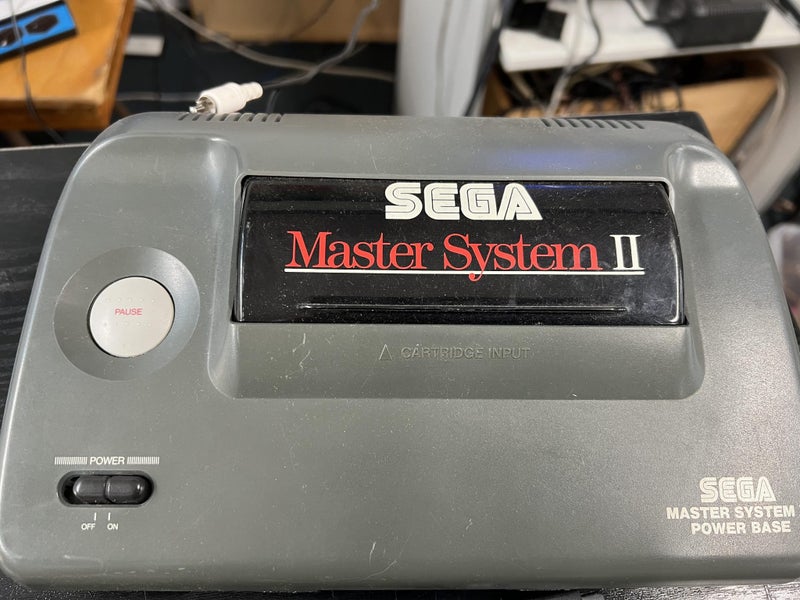 SEGA
Master System II
PAUSE
CARTRIDGE INPUT
POWER
OFF ON
SEGA
MASTER SYSTEM
POWER BASE